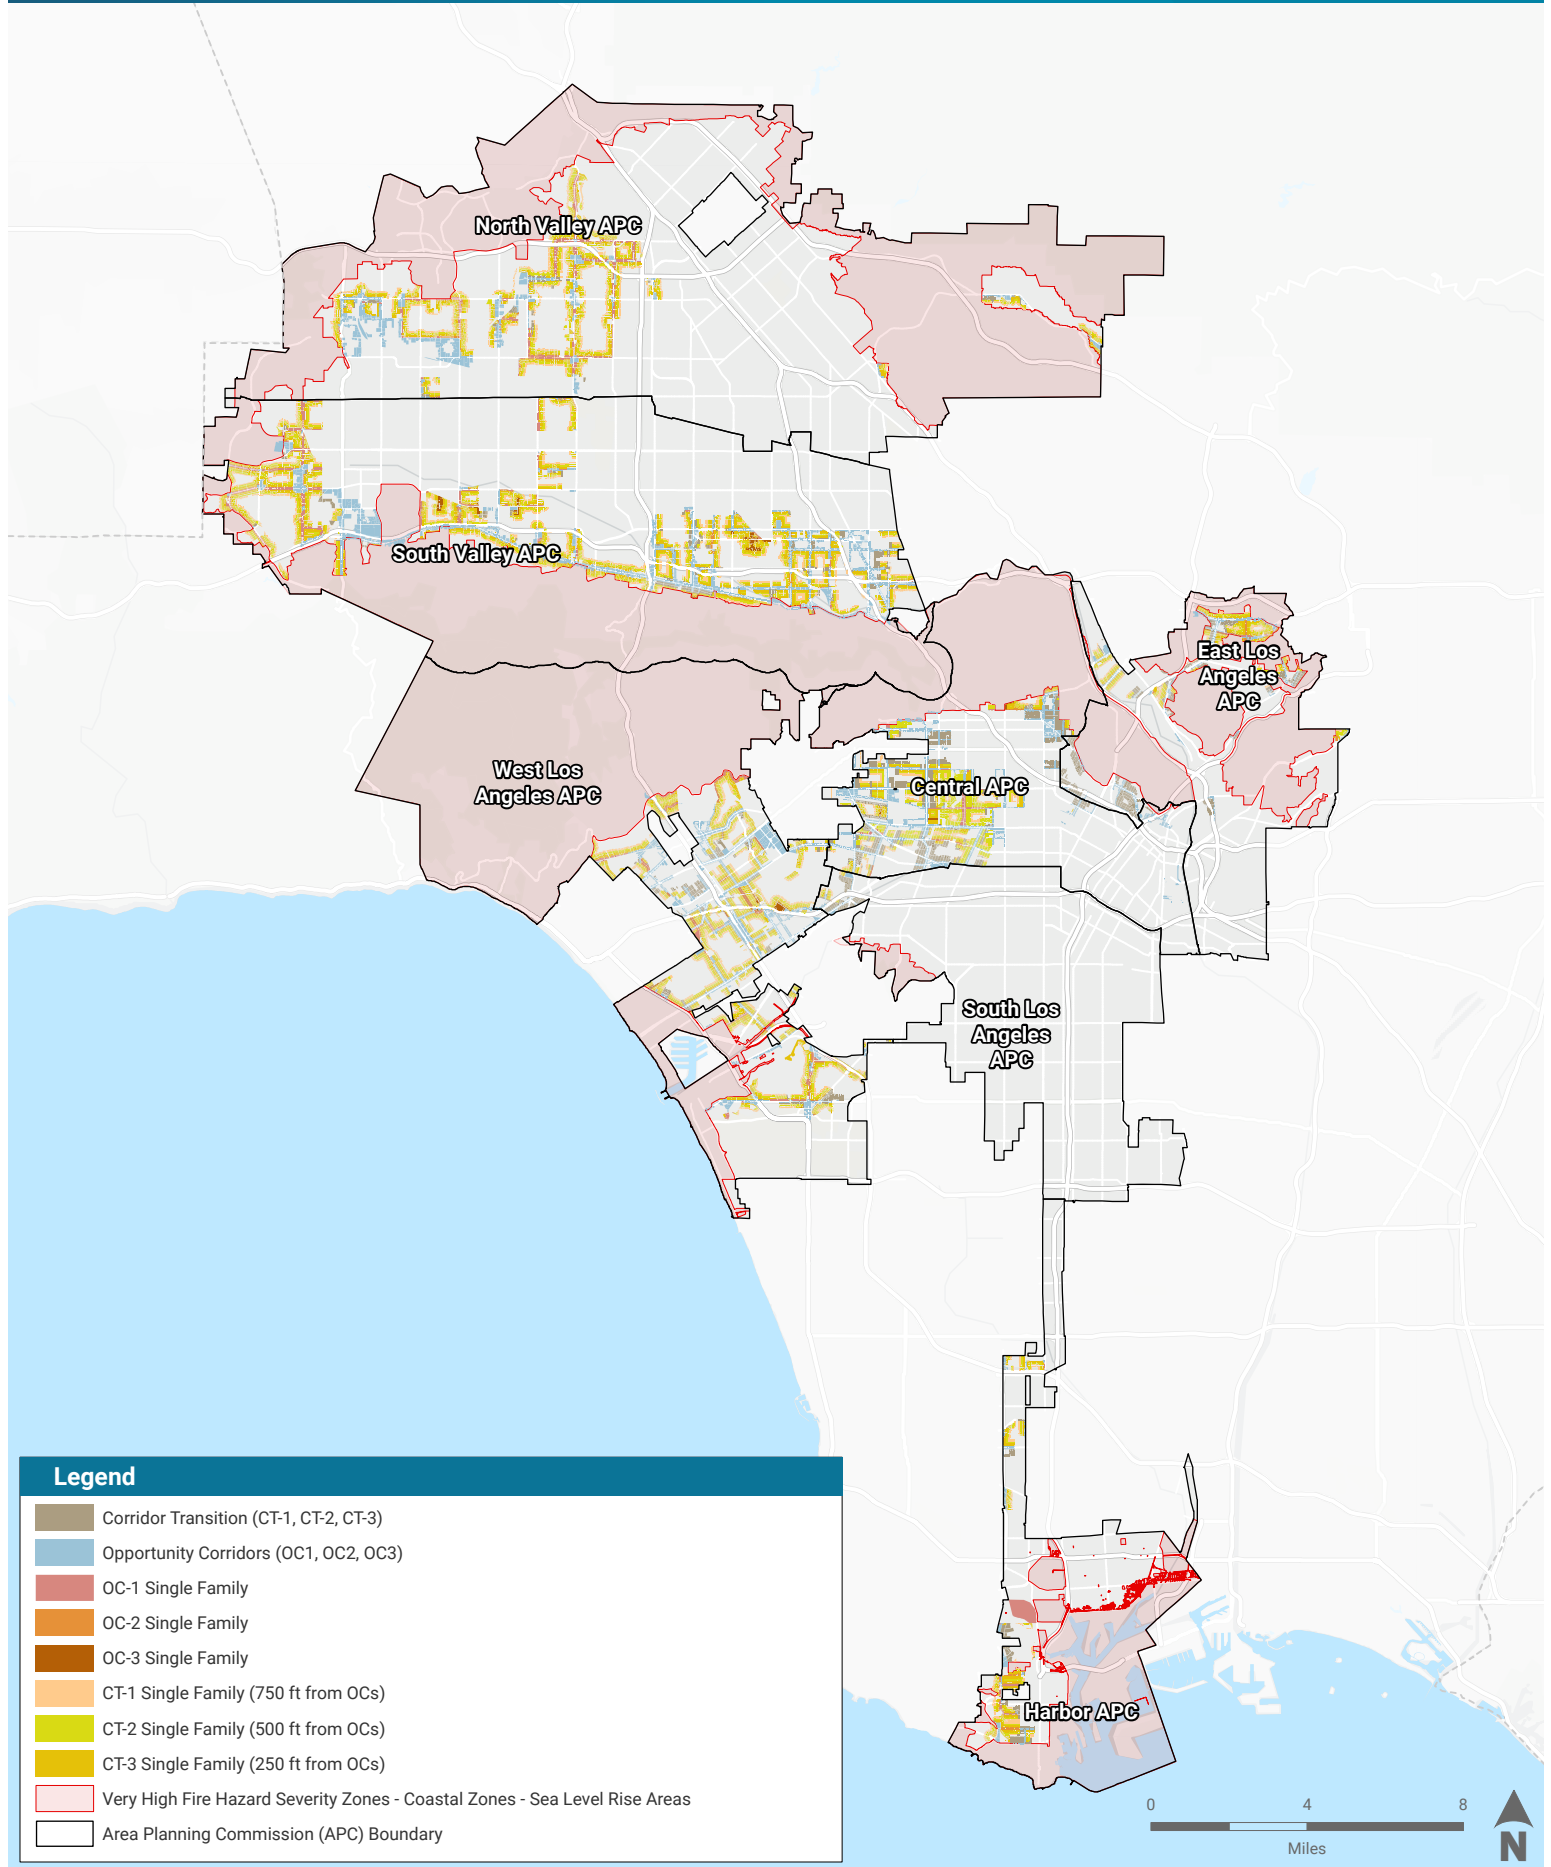 North Valley APC
South Valley APC
East Los
Angeles
APC
West Los
Angeles APC
Central APC
South Los
Angeles
APC
Harbor APC
Legend
Corridor Transition (CT-1, CT-2, CT-3)
Opportunity Corridors (OC1, OC2, OC3)
OC-1 Single Family
OC-2 Single Family
OC-3 Single Family
CT-1 Single Family (750 ft from OCs)
CT-2 Single Family (500 ft from OCs)
CT-3 Single Family (250 ft from OCs)
Very High Fire Hazard Severity Zones - Coastal Zones - Sea Level Rise Areas
Area Planning Commission (APC) Boundary
0 4 8
Miles
N